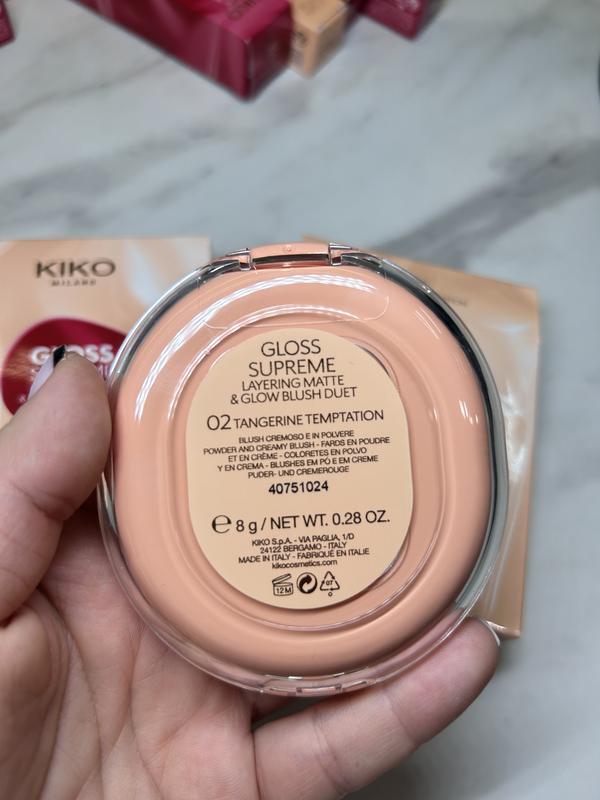 KIKO
MILANO
GLOSS
GLOSS
SUPREME
LAYERING MATTE
& GLOW BLUSH DUET
02 TANGERINE TEMPTATION
BLUSH CREMOSO E IN POLVERE
POWDER AND CREAMY BLUSH - FARDS EN POUDRE
ET EN CRÈME - COLORETES EN POLVO
Y EN CREMA - BLUSHES EM PÓ E EM CREME
PUDER- UND CREMEROUGE
40751024
℮ 8 g / NET WT. 0.28 OZ.
KIKO S.p.A. - VIA PAGLIA, 1/D
24122 BERGAMO - ITALY
MADE IN ITALY - FABRIQUÉ EN ITALIE
kikocosmetics.com
12M
07